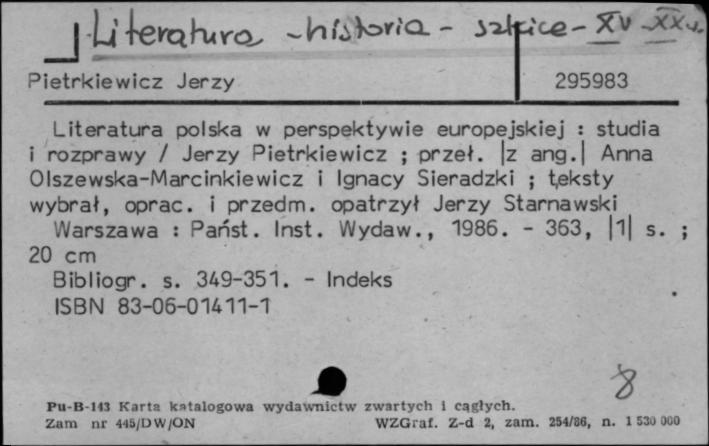 Literatura - historia - szkice - XV - XX w.
Pietrkiewicz Jerzy 295983
Literatura polska w perspektywie europejskiej : studia
i rozprawy / Jerzy Pietrkiewicz ; przeł. |z ang.| Anna
Olszewska-Marcinkiewicz i Ignacy Sieradzki ; teksty
wybrał, oprac. i przedm. opatrzył Jerzy Starnawski
Warszawa : Państ. Inst. Wydaw., 1986. - 363, |1| s. ;
20 cm
Bibliogr. s. 349-351. - Indeks
ISBN 83-06-01411-1
8
Pu-B-143 Karta katalogowa wydawnictw zwartych i ciągłych.
Zam nr 445/DW/ON WZGraf. Z-d 2, zam. 254/86, n. 1 530 000